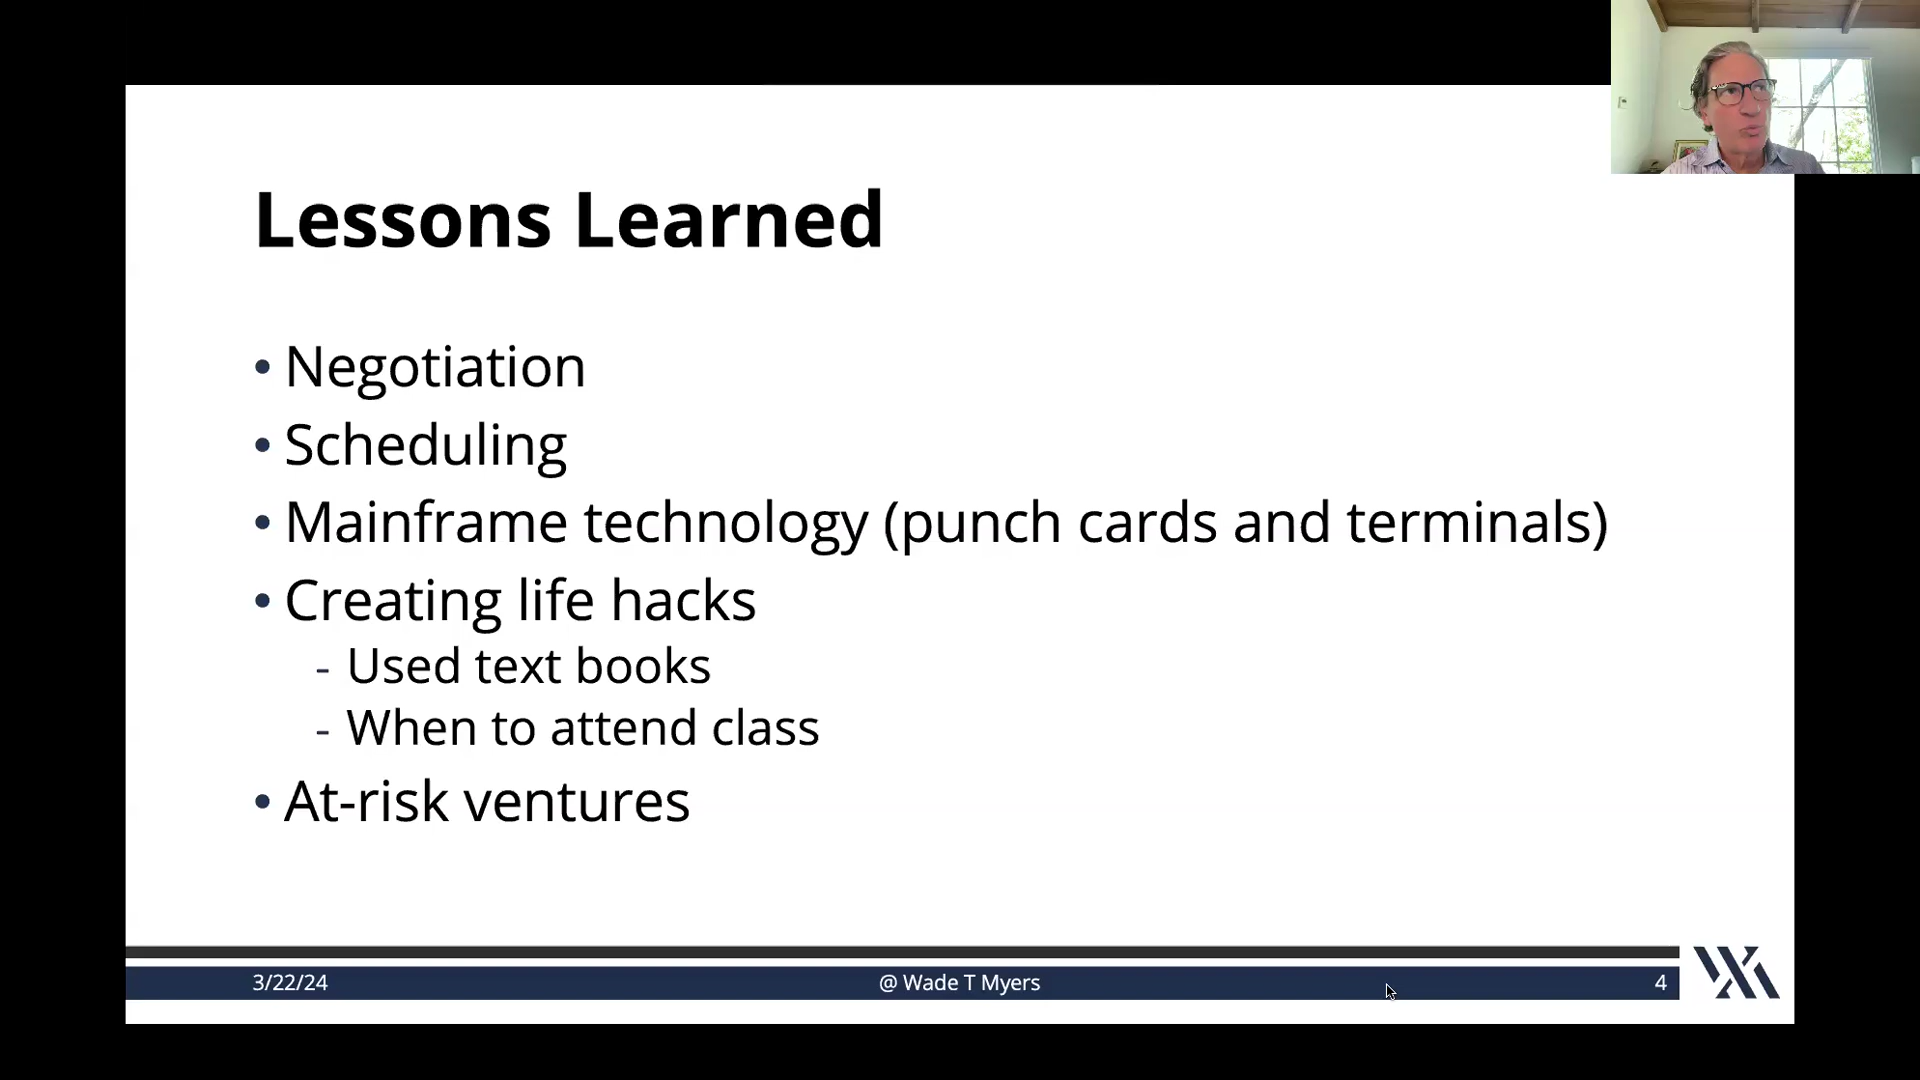 Lessons Learned
• Negotiation
• Scheduling
• Mainframe technology (punch cards and terminals)
• Creating life hacks
- Used text books
- When to attend class
• At-risk ventures
3/22/24
@ Wade T Myers
4